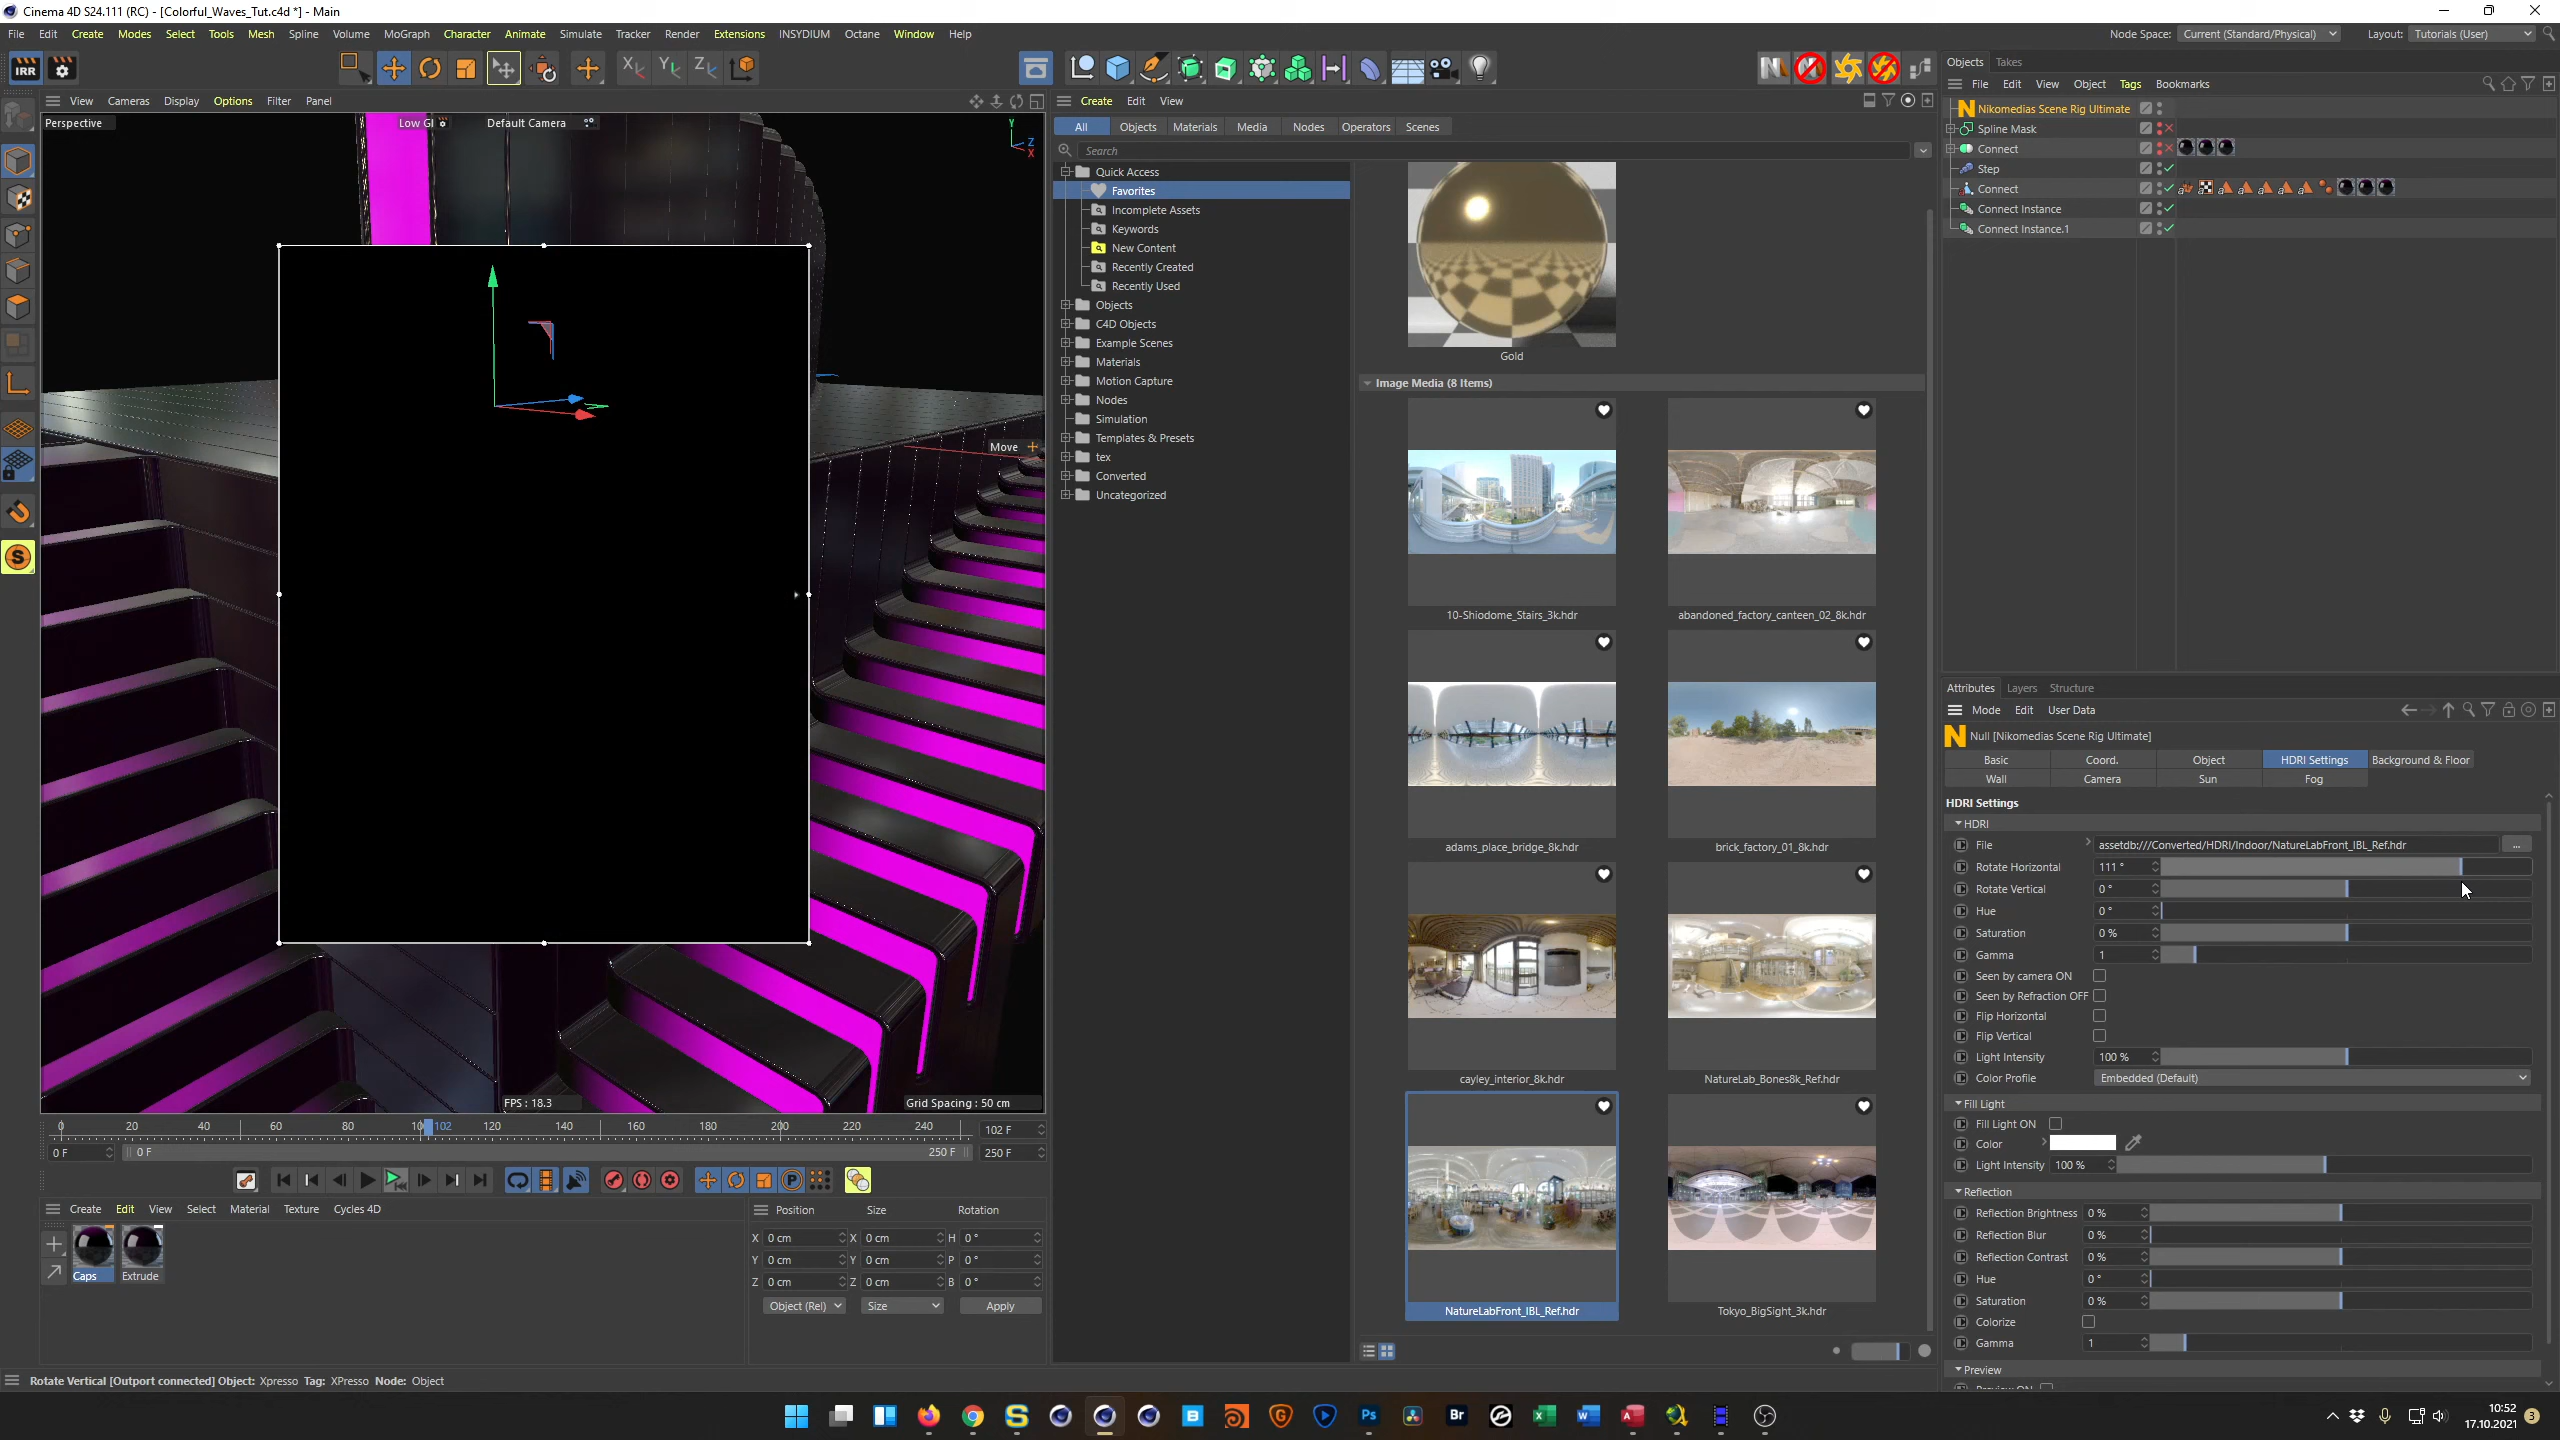 Cinema 4D S24.111 (RC) - [Colorful_Waves_Tut.c4d *] - Main
File Edit Create Modes Select Tools Mesh Spline Volume MoGraph Character Animate Simulate Tracker Render Extensions INSYDIUM Octane Window Help
Node Space: Current (Standard/Physical) Layout: Tutorials (User)
IRR
Objects Takes
File Edit View Object Tags Bookmarks
View Cameras Display Options Filter Panel
Create Edit View
Perspective Low GI Default Camera
Y
Z
X
All Objects Materials Media Nodes Operators Scenes
Search
Quick Access
Favorites
Incomplete Assets
Keywords
New Content
Recently Created
Recently Used
Objects
C4D Objects
Example Scenes
Materials
Motion Capture
Nodes
Simulation
Templates & Presets
tex
Converted
Uncategorized
Move
FPS : 18.3
Grid Spacing : 50 cm
Gold
Image Media (8 Items)
10-Shiodome_Stairs_3k.hdr
abandoned_factory_canteen_02_8k.hdr
adams_place_bridge_8k.hdr
brick_factory_01_8k.hdr
cayley_interior_8k.hdr
NatureLab_Bones8k_Ref.hdr
NatureLabFront_IBL_Ref.hdr
Tokyo_BigSight_3k.hdr
Nikomedias Scene Rig Ultimate
Spline Mask
Connect
Step
Connect
Connect Instance
Connect Instance.1
Attributes Layers Structure
Mode Edit User Data
Null [Nikomedias Scene Rig Ultimate]
Basic Coord. Object HDRI Settings Background & Floor
Wall Camera Sun Fog
HDRI Settings
HDRI
File assetdb:///Converted/HDRI/Indoor/NatureLabFront_IBL_Ref.hdr ...
Rotate Horizontal 111 °
Rotate Vertical 0 °
Hue 0 °
Saturation 0 %
Gamma 1
Seen by camera ON
Seen by Refraction OFF
Flip Horizontal
Flip Vertical
Light Intensity 100 %
Color Profile Embedded (Default)
Fill Light
Fill Light ON
Color
Light Intensity 100 %
Reflection
Reflection Brightness 0 %
Reflection Blur 0 %
Reflection Contrast 0 %
Hue 0 °
Saturation 0 %
Colorize
Gamma 1
Preview
Preview ON
0 20 40 60 80 102 120 140 160 180 200 220 240 102 F
0 F 0 F 250 F 250 F
Create Edit View Select Material Texture Cycles 4D
Caps Extrude
Position Size Rotation
X 0 cm X 0 cm H 0 °
Y 0 cm Y 0 cm P 0 °
Z 0 cm Z 0 cm B 0 °
Object (Rel) Size Apply
Rotate Vertical [Outport connected] Object: Xpresso Tag: XPresso Node: Object
10:52
17.10.2021
3